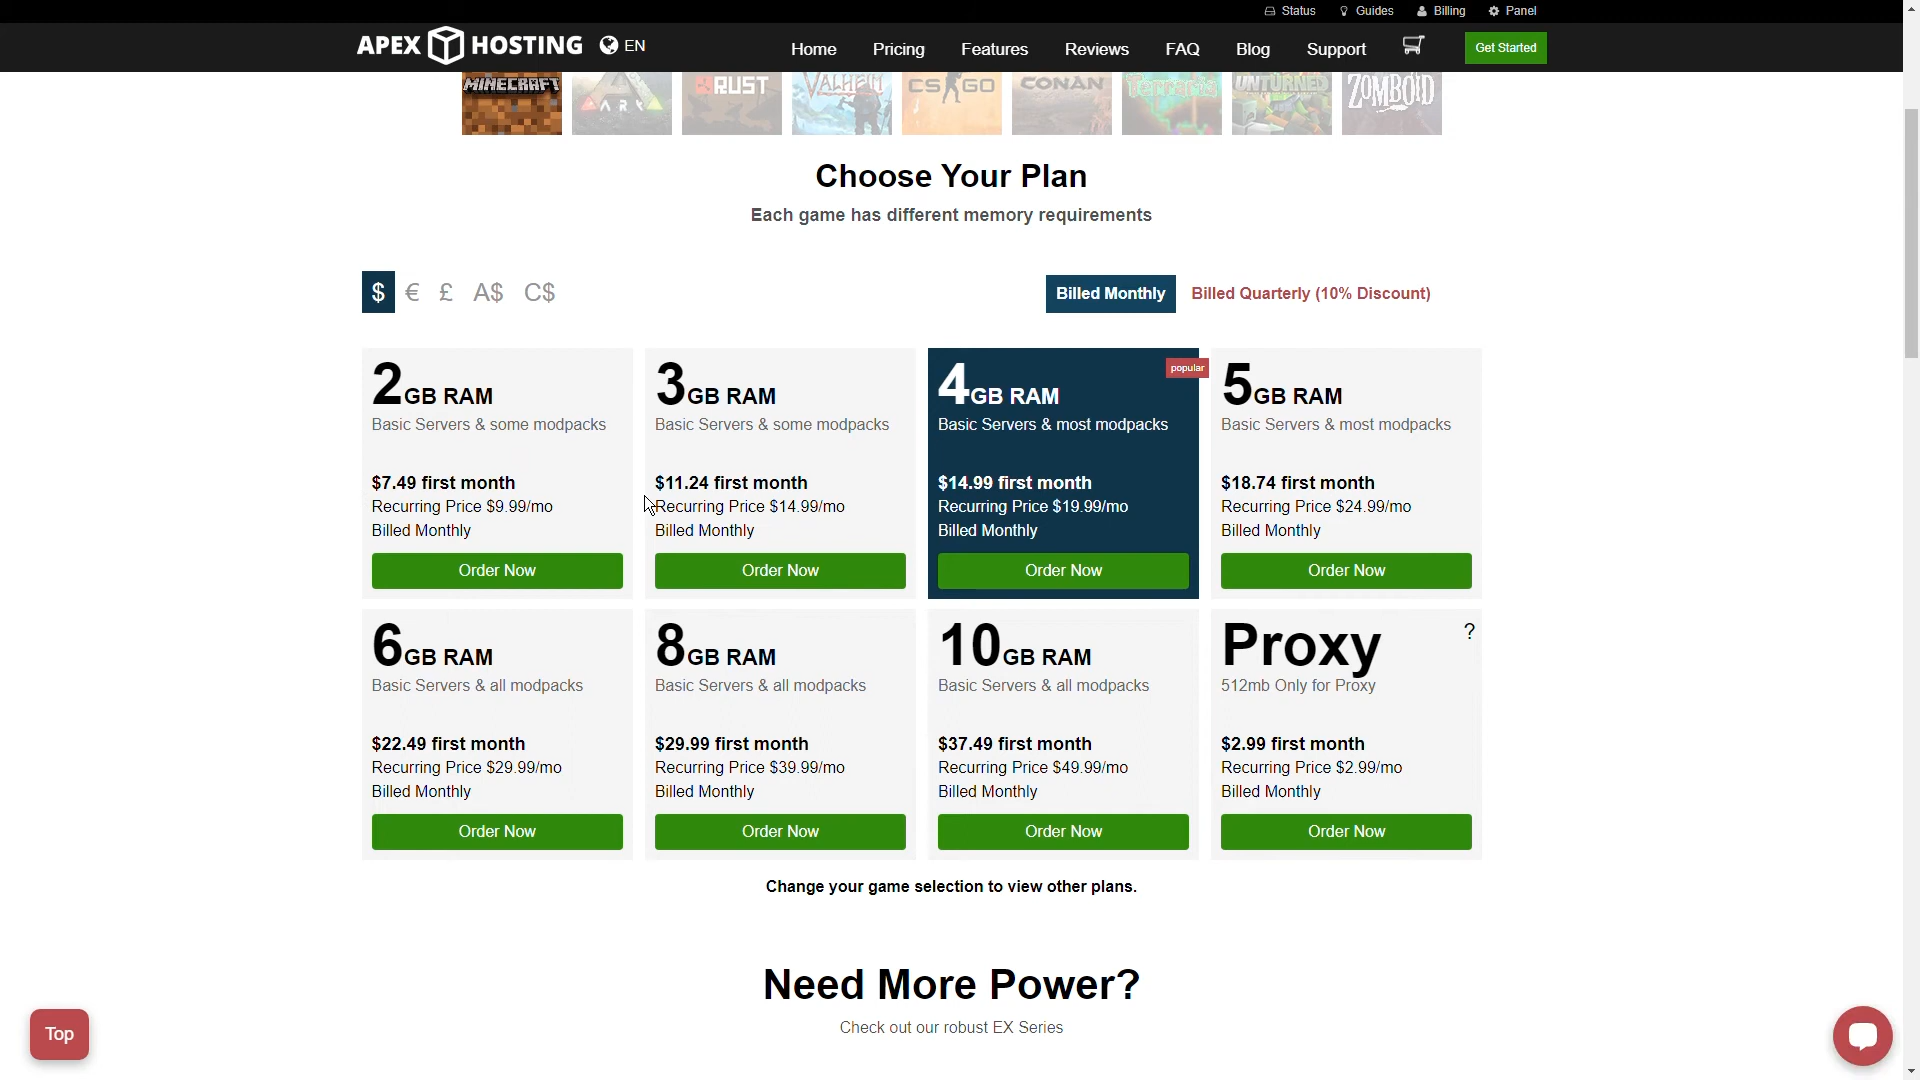 Status Guides Billing Panel
APEX HOSTING EN Home Pricing Features Reviews FAQ Blog Support Get Started
MINECRAFT ARK RUST VALHEIM CS GO CONAN Terraria UNTURNED ZOMBOID
Choose Your Plan
Each game has different memory requirements
$ € £ A$ C$ Billed Monthly Billed Quarterly (10% Discount)
2GB RAM
Basic Servers & some modpacks
$7.49 first month
Recurring Price $9.99/mo
Billed Monthly
Order Now
3GB RAM
Basic Servers & some modpacks
$11.24 first month
Recurring Price $14.99/mo
Billed Monthly
Order Now
popular
4GB RAM
Basic Servers & most modpacks
$14.99 first month
Recurring Price $19.99/mo
Billed Monthly
Order Now
5GB RAM
Basic Servers & most modpacks
$18.74 first month
Recurring Price $24.99/mo
Billed Monthly
Order Now
6GB RAM
Basic Servers & all modpacks
$22.49 first month
Recurring Price $29.99/mo
Billed Monthly
Order Now
8GB RAM
Basic Servers & all modpacks
$29.99 first month
Recurring Price $39.99/mo
Billed Monthly
Order Now
10GB RAM
Basic Servers & all modpacks
$37.49 first month
Recurring Price $49.99/mo
Billed Monthly
Order Now
Proxy ?
512mb Only for Proxy
$2.99 first month
Recurring Price $2.99/mo
Billed Monthly
Order Now
Change your game selection to view other plans.
Need More Power?
Check out our robust EX Series
Top